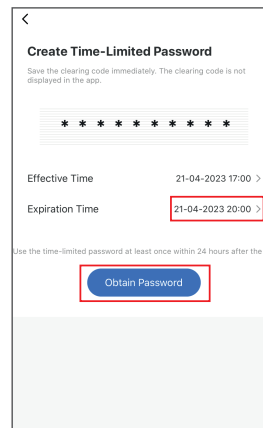 Create Time-Limited Password
Save the clearing code immediately. The clearing code is not
displayed in the app.
* * * * * * * * * *
Effective Time 21-04-2023 17:00 >
Expiration Time 21-04-2023 20:00 >
Use the time-limited password at least once within 24 hours after the
Obtain Password